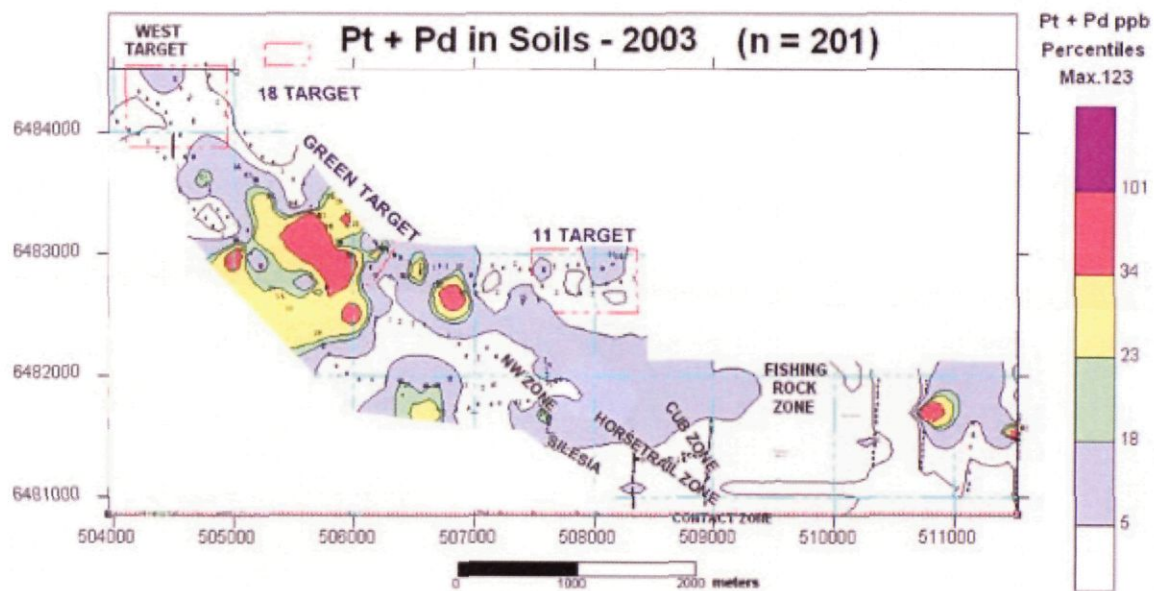 Pt + Pd in Soils - 2003 (n = 201)
Pt + Pd ppb
Percentiles
Max.123
WEST
TARGET
18 TARGET
GREEN TARGET
11 TARGET
NW ZONE
SILESIA
HORSETRAIL ZONE
CUB ZONE
FISHING
ROCK
ZONE
CONTACT ZONE
6484000
6483000
6482000
6481000
504000 505000 506000 507000 508000 509000 510000 511000
0 1000 2000 meters
101
34
23
18
5